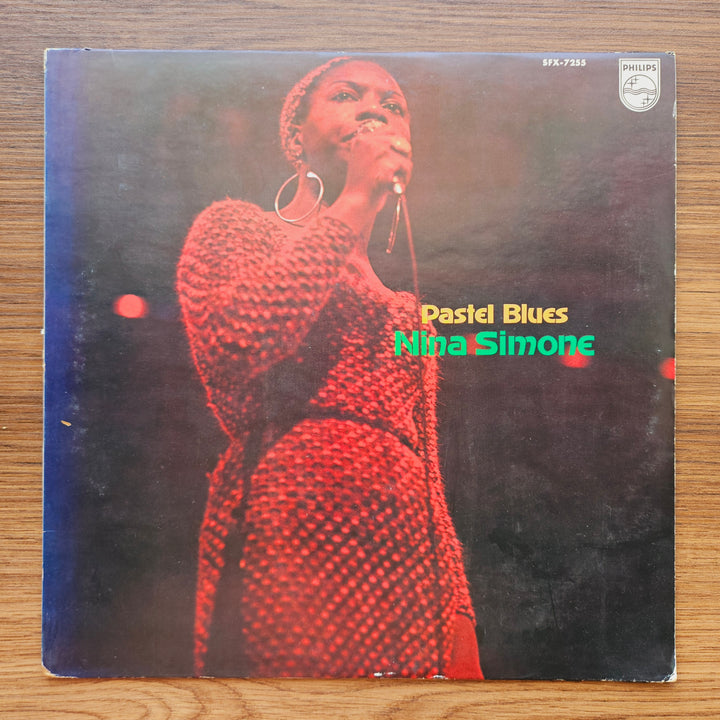 SFX-7255
PHILIPS
Pastel Blues
Nina Simone